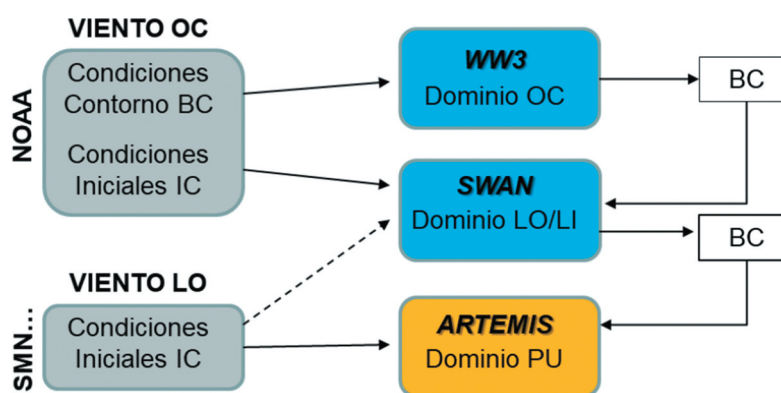 VIENTO OC
NOAA
Condiciones
Contorno BC
Condiciones
Iniciales IC
WW3
Dominio OC
BC
SWAN
Dominio LO/LI
BC
VIENTO LO
SMN...
Condiciones
Iniciales IC
ARTEMIS
Dominio PU